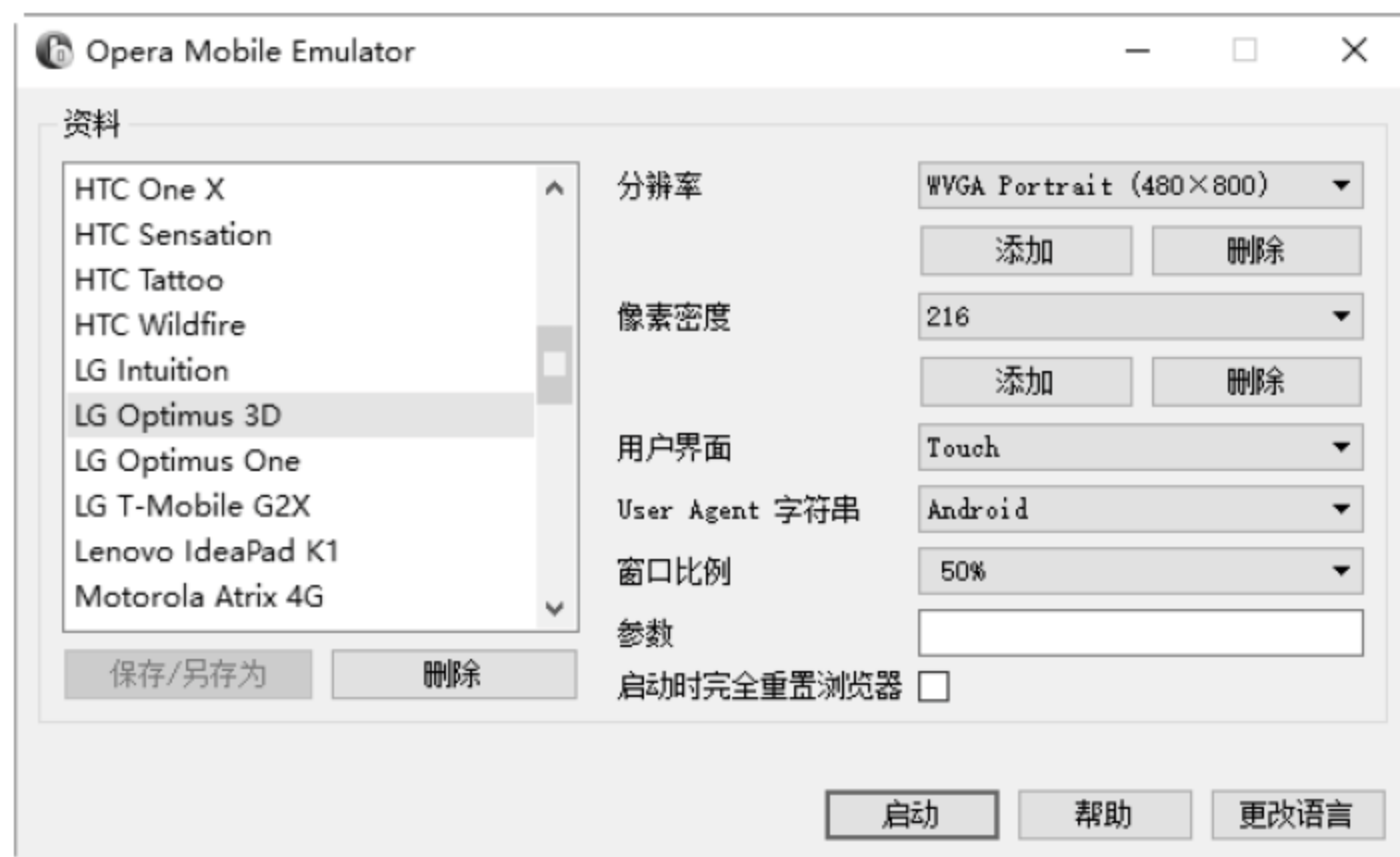 Opera Mobile Emulator
资料
HTC One X
HTC Sensation
HTC Tattoo
HTC Wildfire
LG Intuition
LG Optimus 3D
LG Optimus One
LG T-Mobile G2X
Lenovo IdeaPad K1
Motorola Atrix 4G
保存/另存为 删除
分辨率 WVGA Portrait (480×800)
添加 删除
像素密度 216
添加 删除
用户界面 Touch
User Agent 字符串 Android
窗口比例 50%
参数
启动时完全重置浏览器
启动 帮助 更改语言